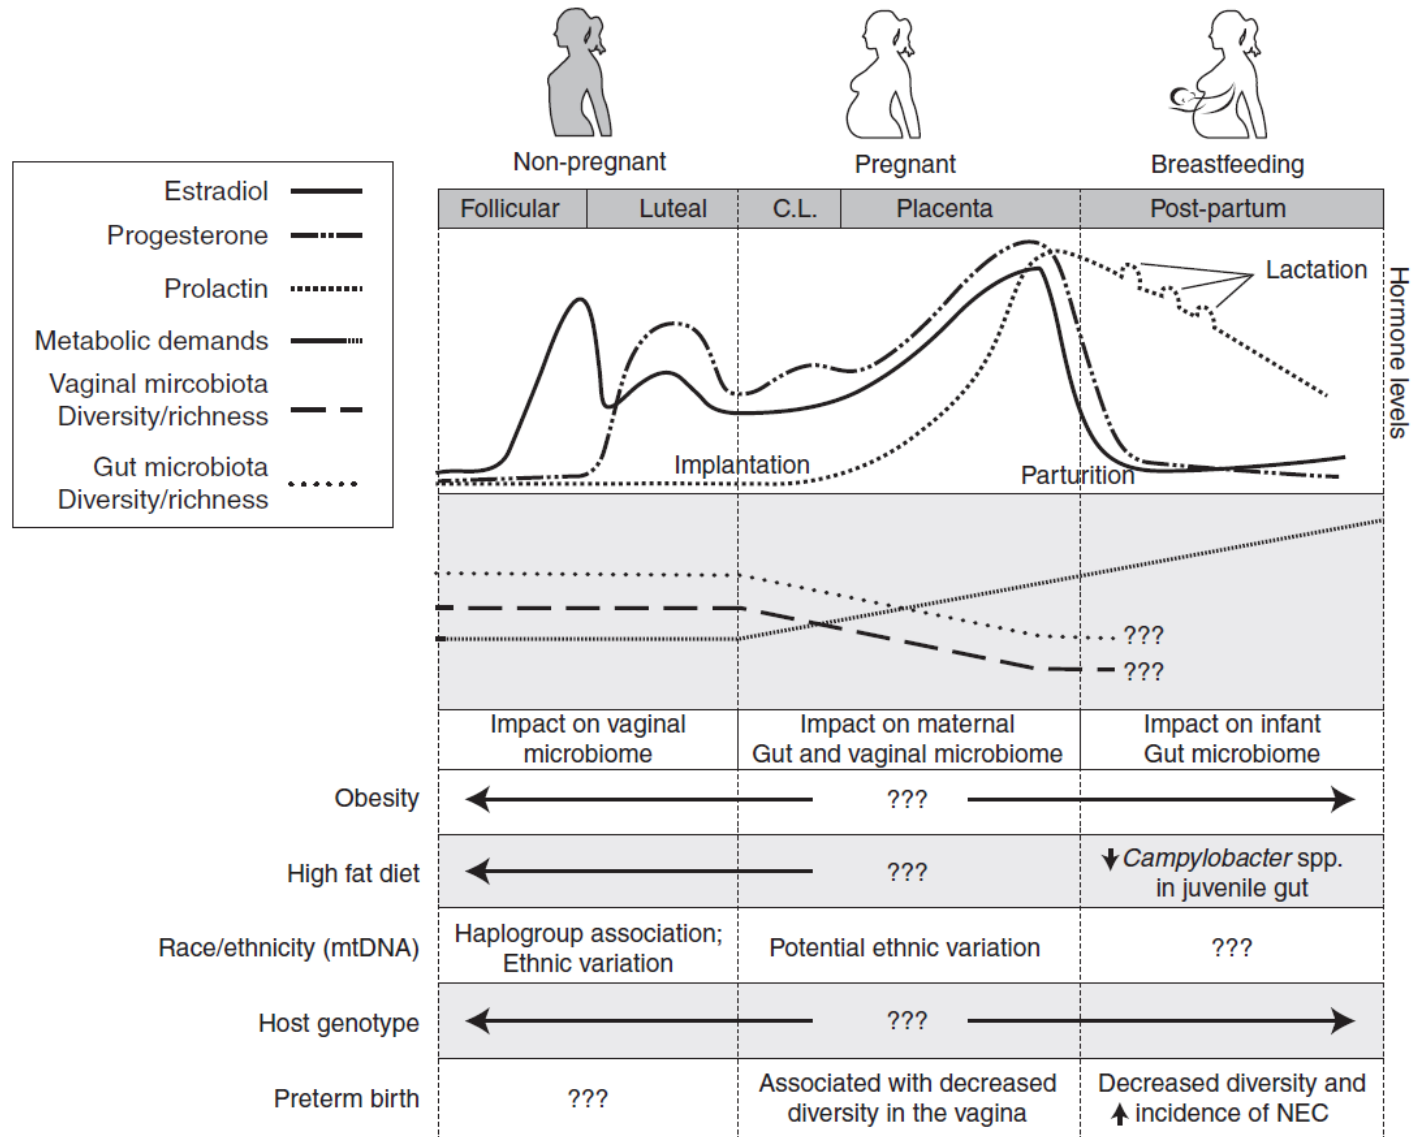 Non-pregnant
Pregnant
Breastfeeding
Estradiol
Progesterone
Prolactin
Metabolic demands
Vaginal mircobiota
Diversity/richness
Gut microbiota
Diversity/richness
Follicular
Luteal
C.L.
Placenta
Post-partum
Lactation
Hormone levels
Implantation
Parturition
???
???
Impact on vaginal
microbiome
Impact on maternal
Gut and vaginal microbiome
Impact on infant
Gut microbiome
Obesity
???
High fat diet
???
Campylobacter spp.
in juvenile gut
Race/ethnicity (mtDNA)
Haplogroup association;
Ethnic variation
Potential ethnic variation
???
Host genotype
???
Preterm birth
???
Associated with decreased
diversity in the vagina
Decreased diversity and
incidence of NEC